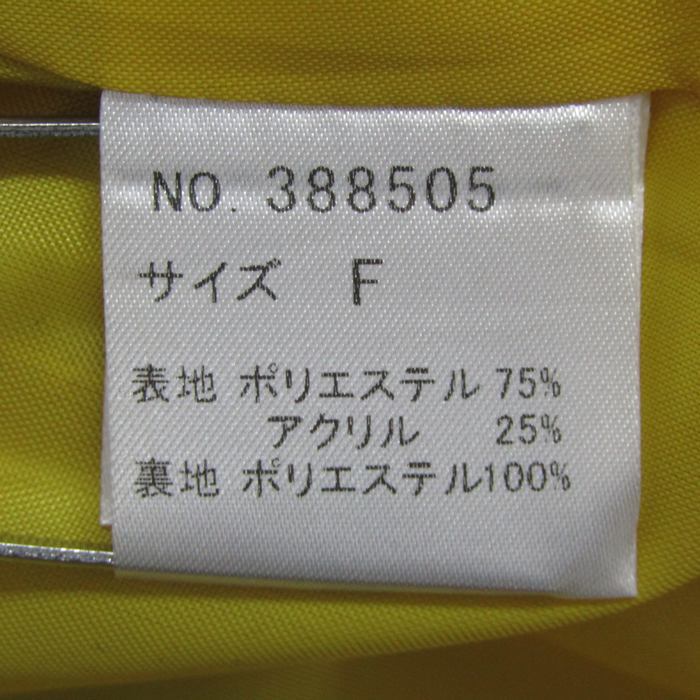 NO. 388505
サイズ F
表地 ポリエステル 75%
アクリル 25%
裏地 ポリエステル100%